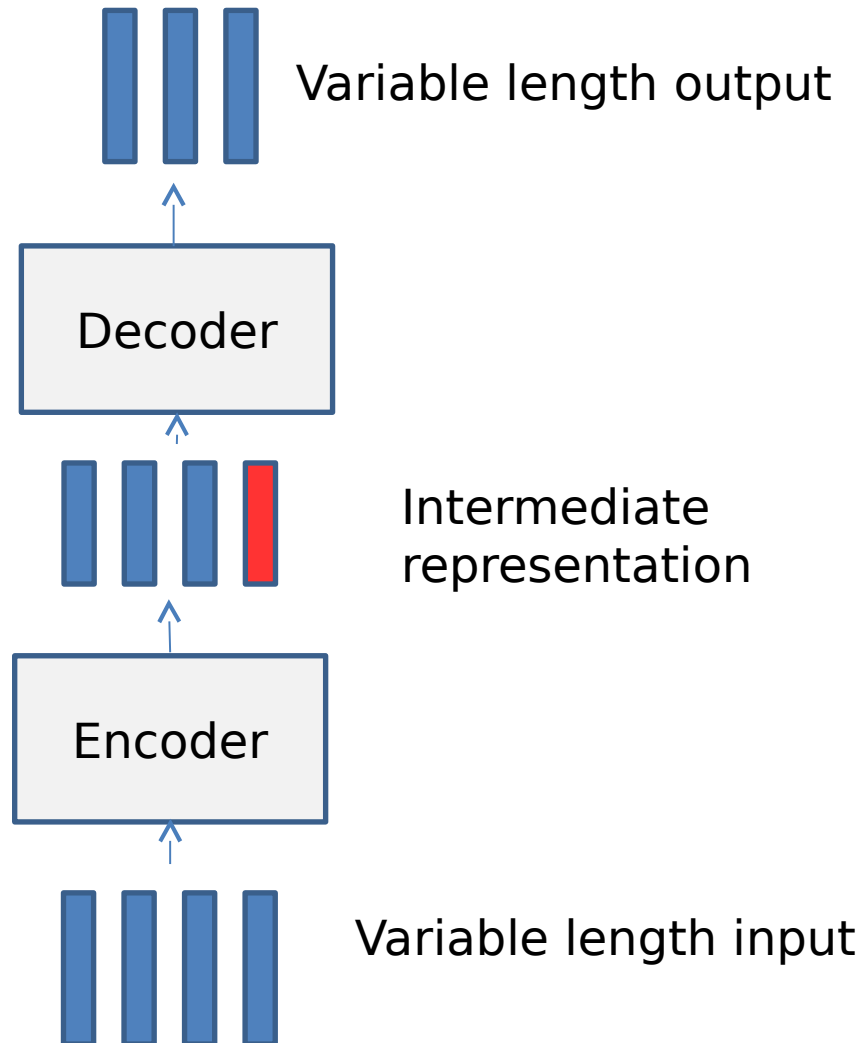 Variable length output
Decoder
Intermediate
representation
Encoder
Variable length input